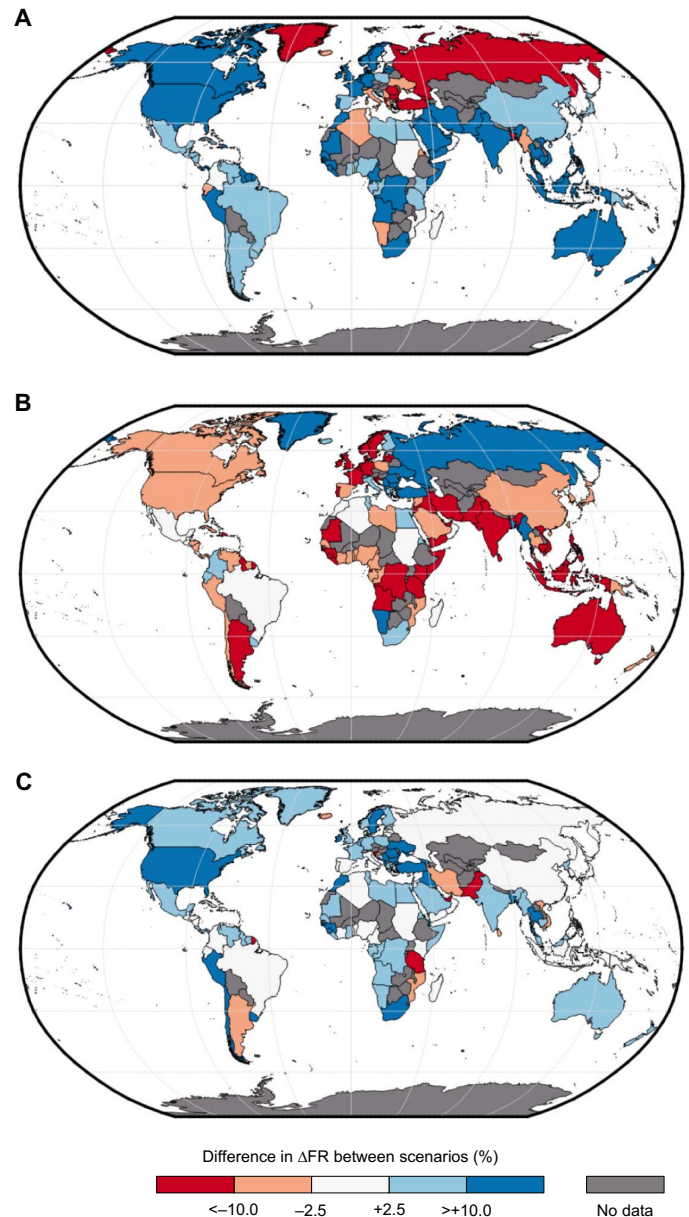 A
B
C
Difference in ΔFR between scenarios (%)
<–10.0 –2.5 +2.5 >+10.0 No data